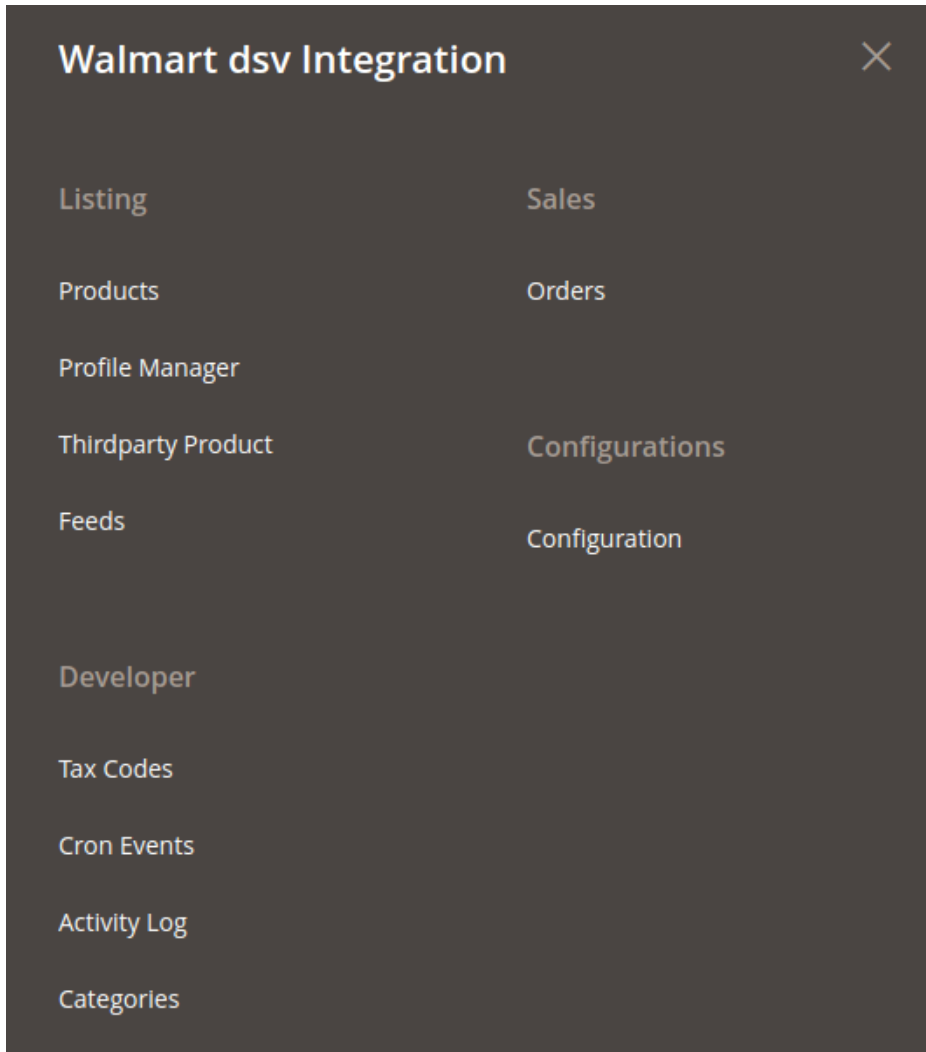 Walmart dsv Integration
Listing
Products
Profile Manager
Thirdparty Product
Feeds
Developer
Tax Codes
Cron Events
Activity Log
Categories
Sales
Orders
Configurations
Configuration